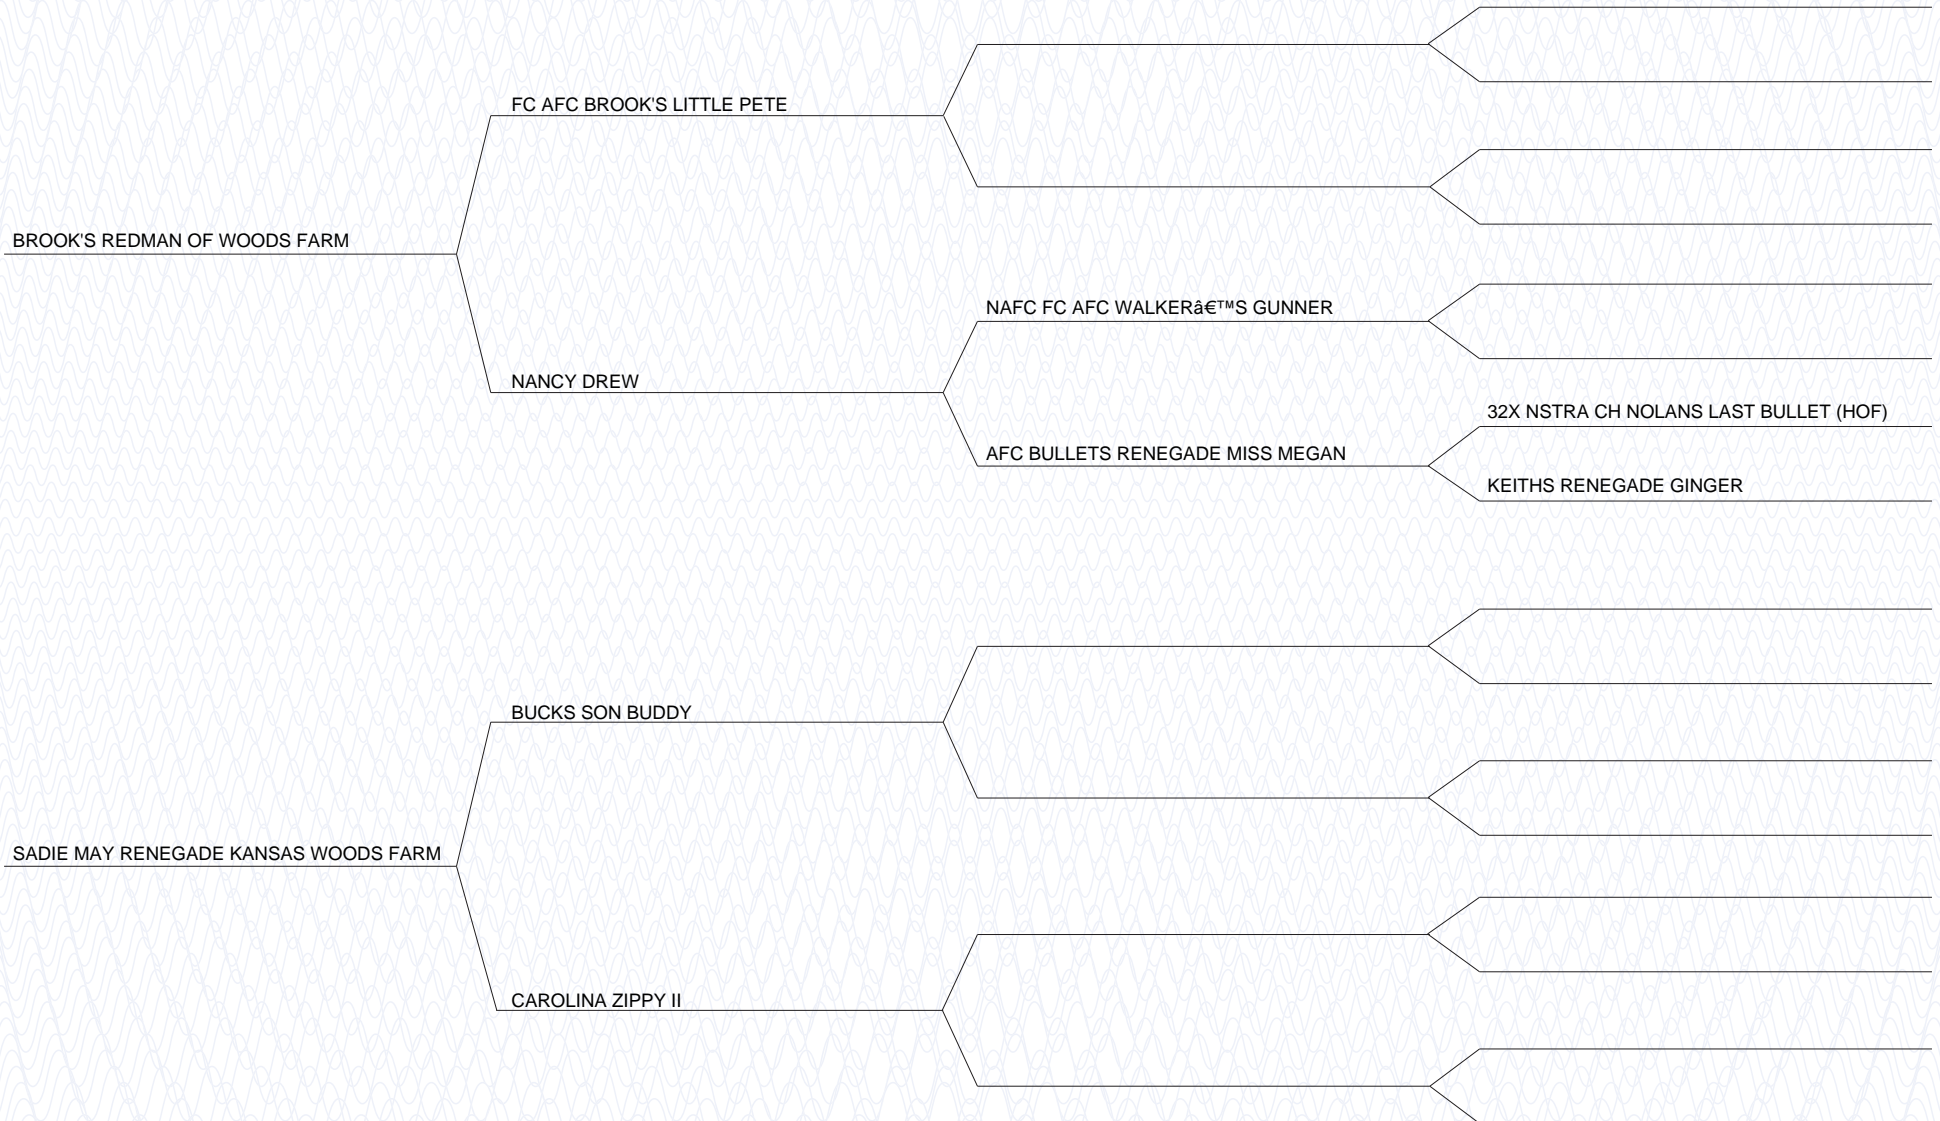 FC AFC BROOK'S LITTLE PETE
BROOK'S REDMAN OF WOODS FARM
NAFC FC AFC WALKERâ€™S GUNNER
NANCY DREW
32X NSTRA CH NOLANS LAST BULLET (HOF)
AFC BULLETS RENEGADE MISS MEGAN
KEITHS RENEGADE GINGER
BUCKS SON BUDDY
SADIE MAY RENEGADE KANSAS WOODS FARM
CAROLINA ZIPPY II